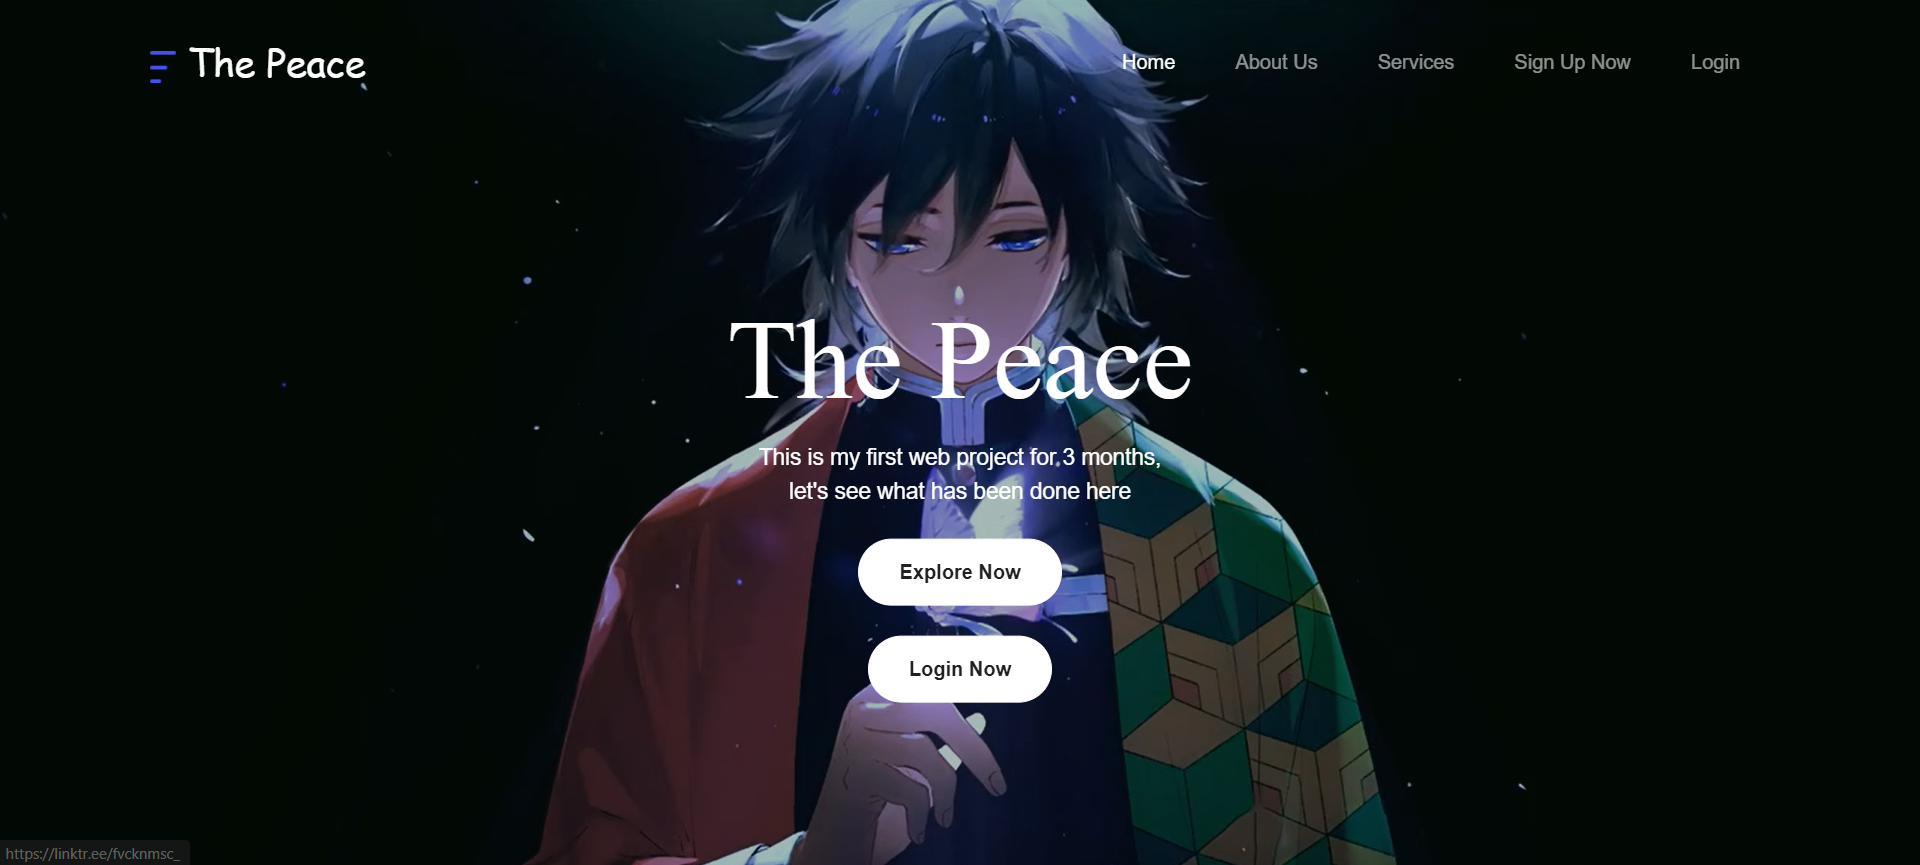 The Peace
Home About Us Services Sign Up Now Login
The Peace
This is my first web project for 3 months,
let's see what has been done here
Explore Now
Login Now
https://linktr.ee/fvcknmsc_